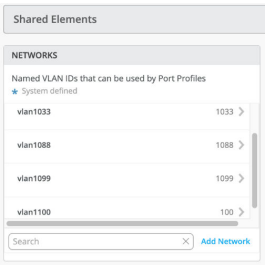 Shared Elements
NETWORKS
Named VLAN IDs that can be used by Port Profiles
* System defined
vlan1033 1033
vlan1088 1088
vlan1099 1099
vlan1100 100
Search
Add Network